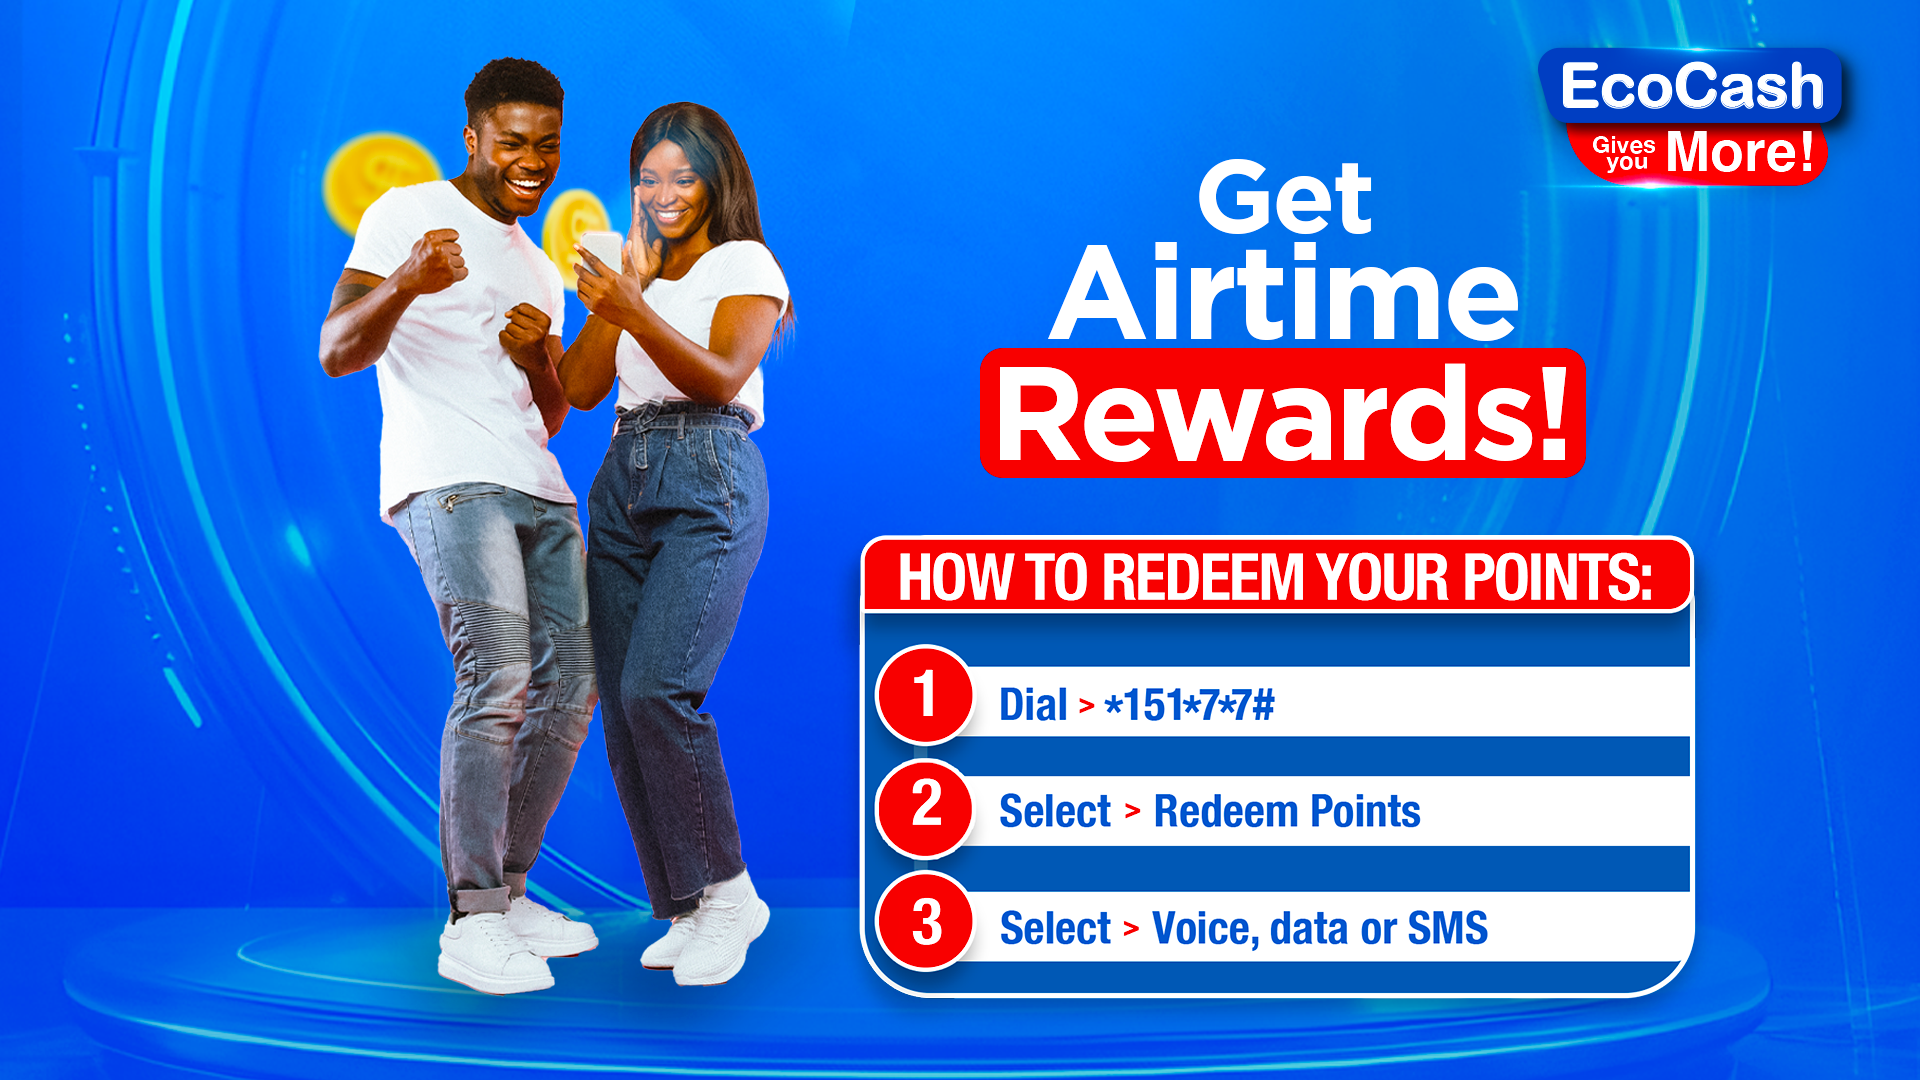 EcoCash
Gives you More!
Get
Airtime
Rewards!
HOW TO REDEEM YOUR POINTS:
1 Dial > *151*7*7#
2 Select > Redeem Points
3 Select > Voice, data or SMS